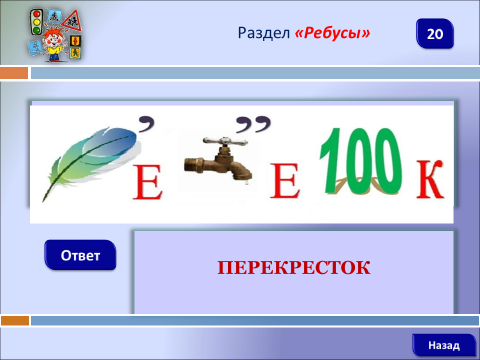 Раздел «Ребусы»
20
, ,,
Е Е 100 К
Ответ
ПЕРЕКРЕСТОК
Назад